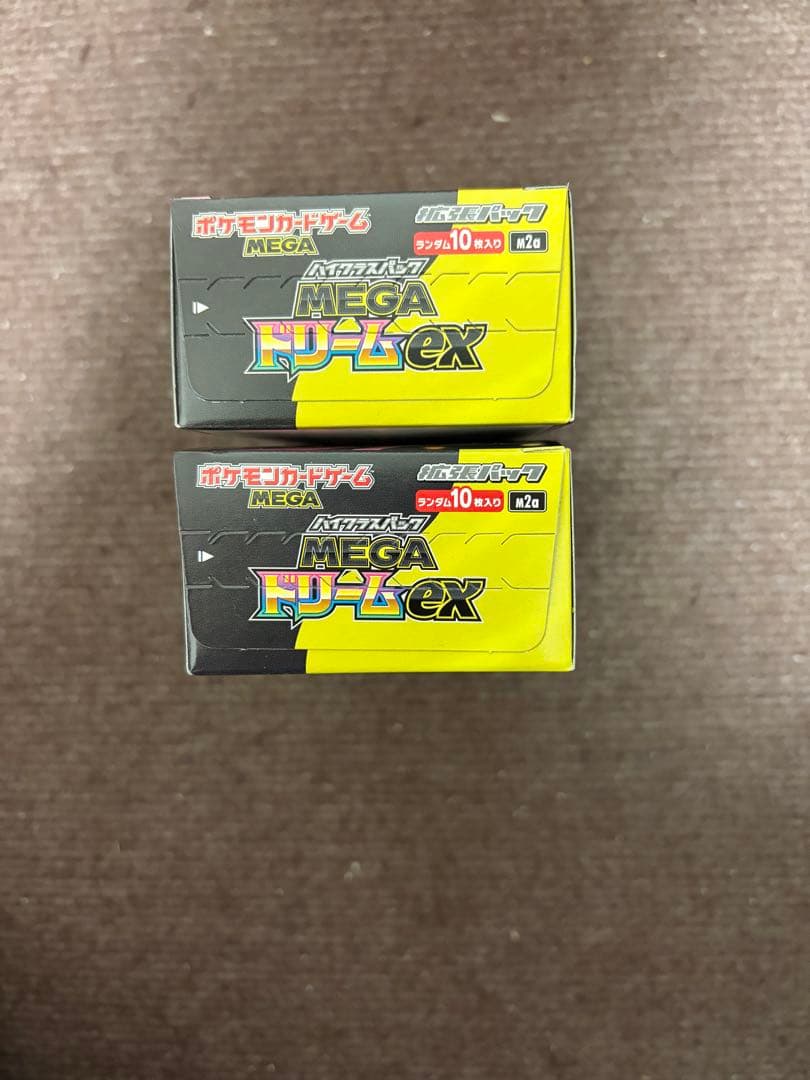 ポケモンカードゲーム
MEGA
拡張パック
ランダム10枚入り
M2a
ハイクラスパック
MEGA
ドリームex
ポケモンカードゲーム
MEGA
拡張パック
ランダム10枚入り
M2a
ハイクラスパック
MEGA
ドリームex